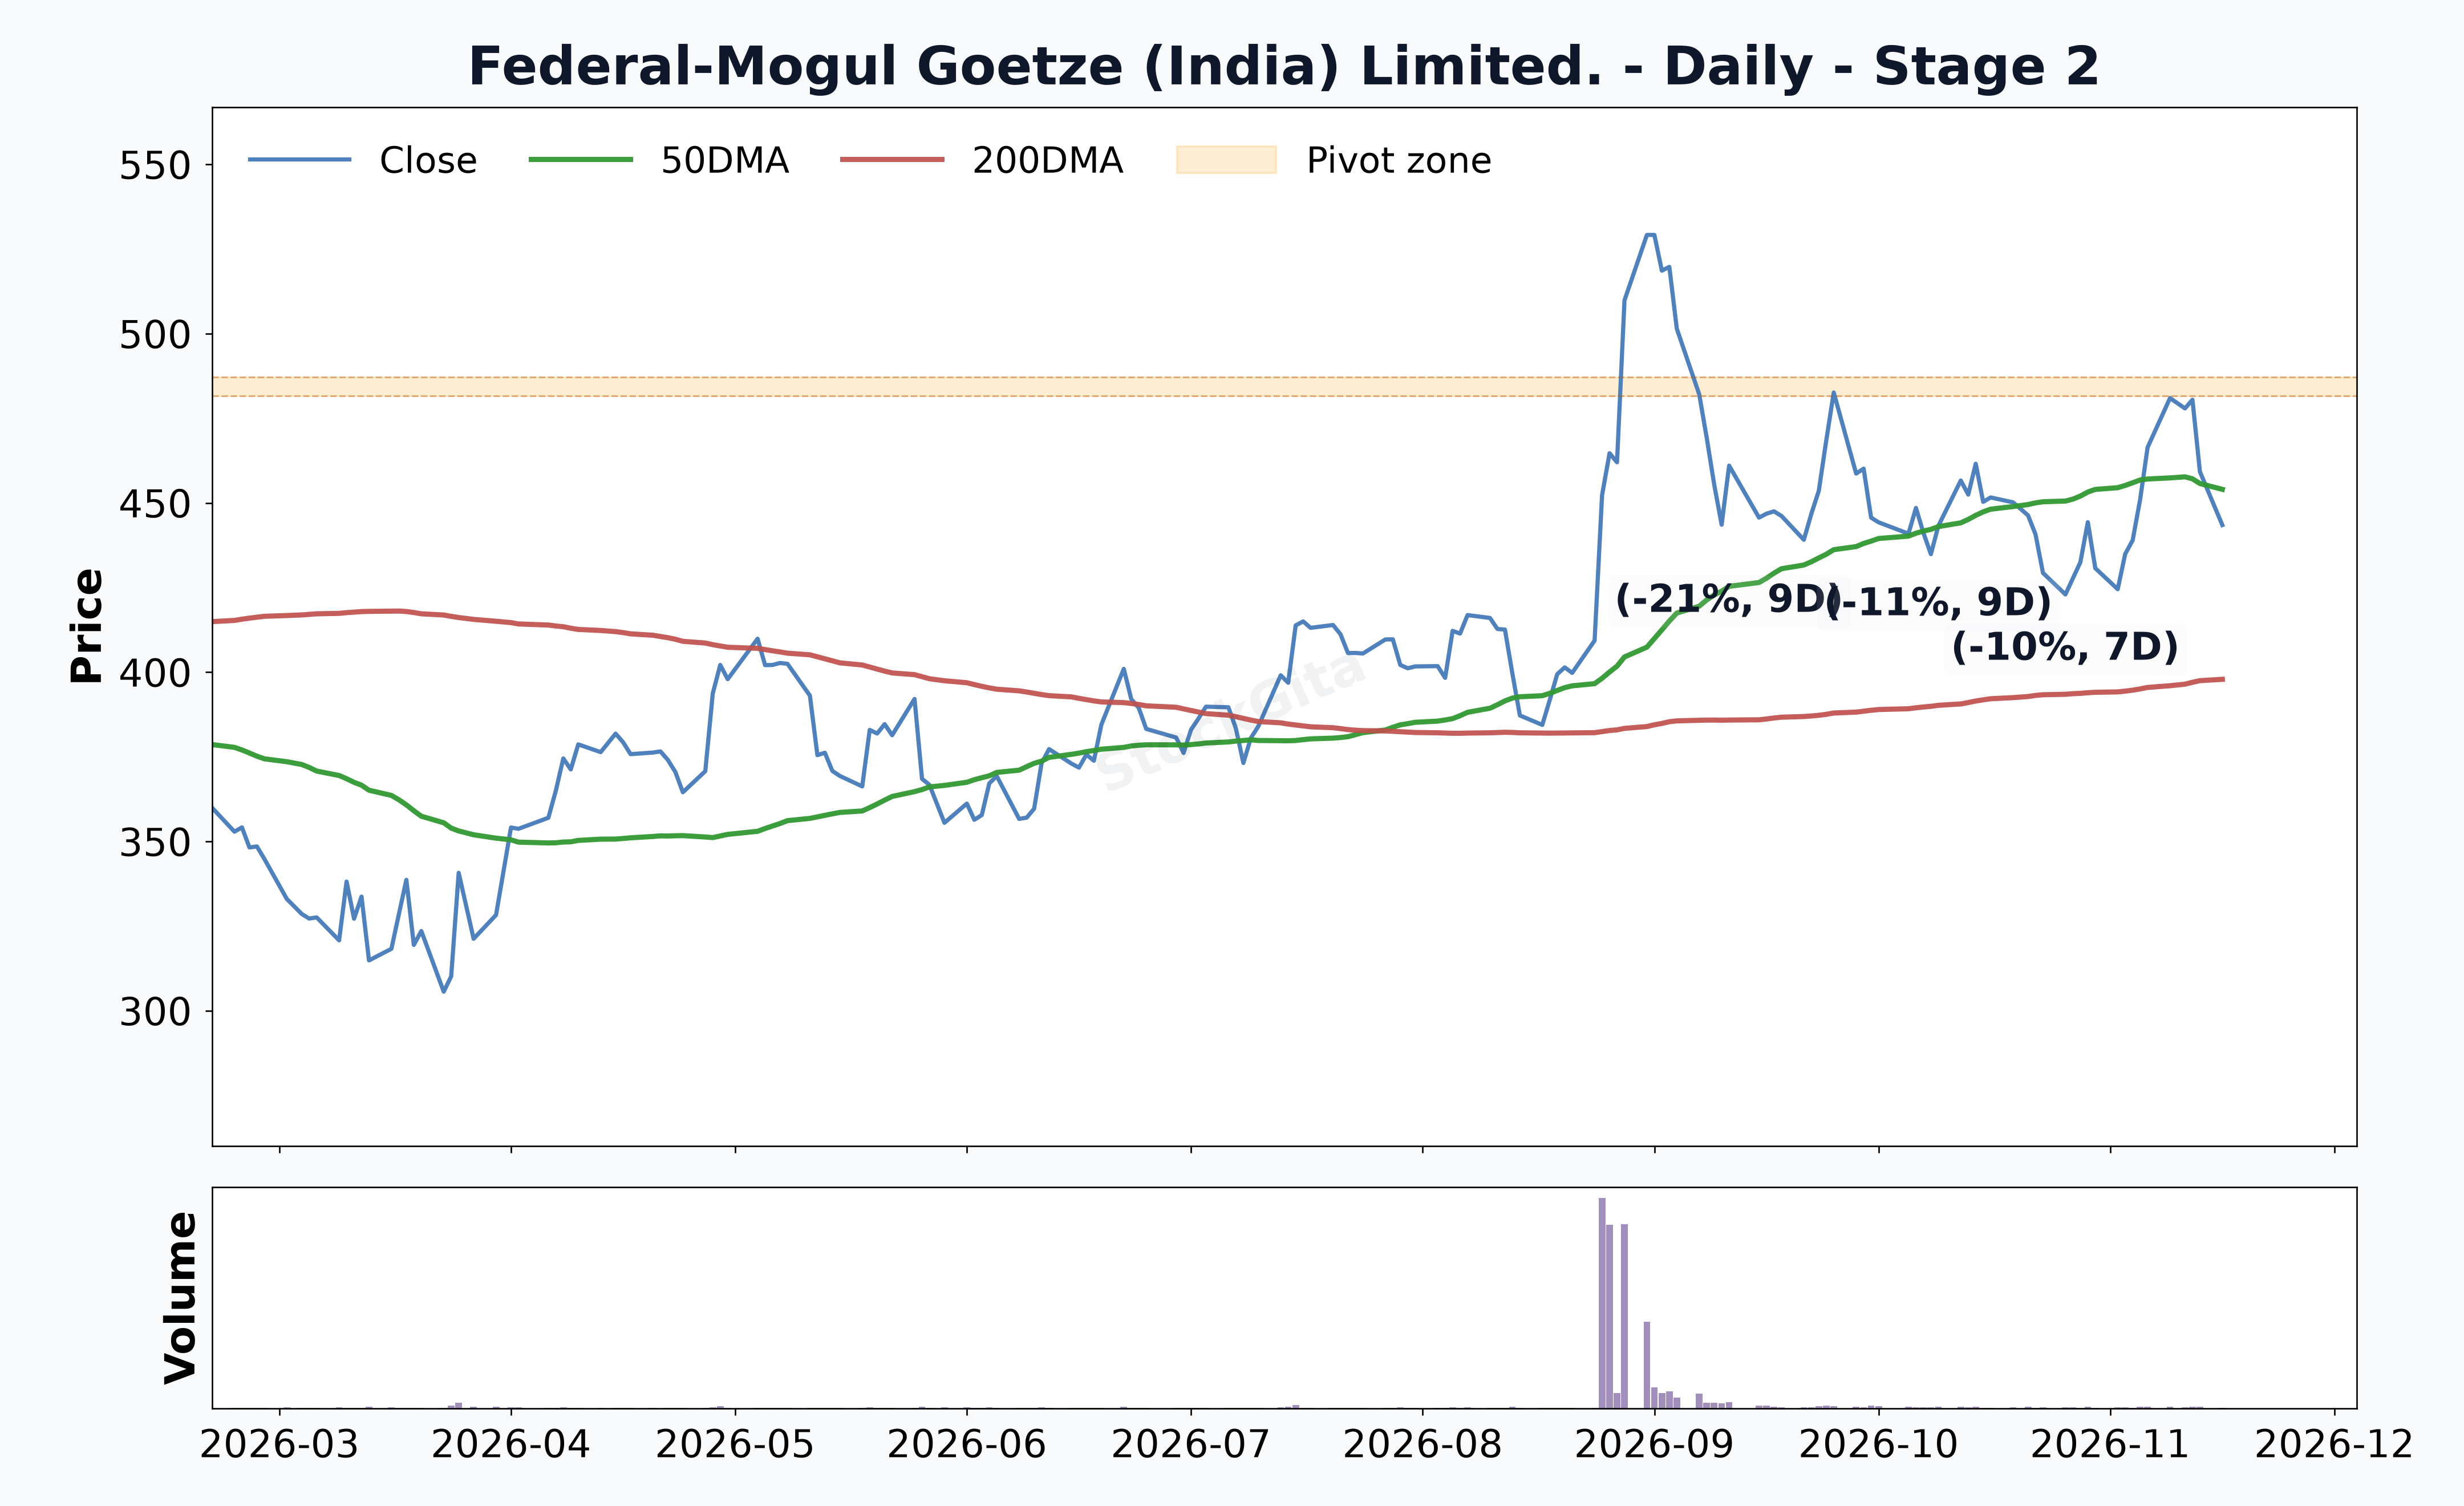 Federal-Mogul Goetze (India) Limited. - Daily - Stage 2
Close
50DMA
200DMA
Pivot zone
Price
550
500
450
400
350
300
(-21%, 9D)
(-11%, 9D)
(-10%, 7D)
StockGita
Volume
2026-03
2026-04
2026-05
2026-06
2026-07
2026-08
2026-09
2026-10
2026-11
2026-12